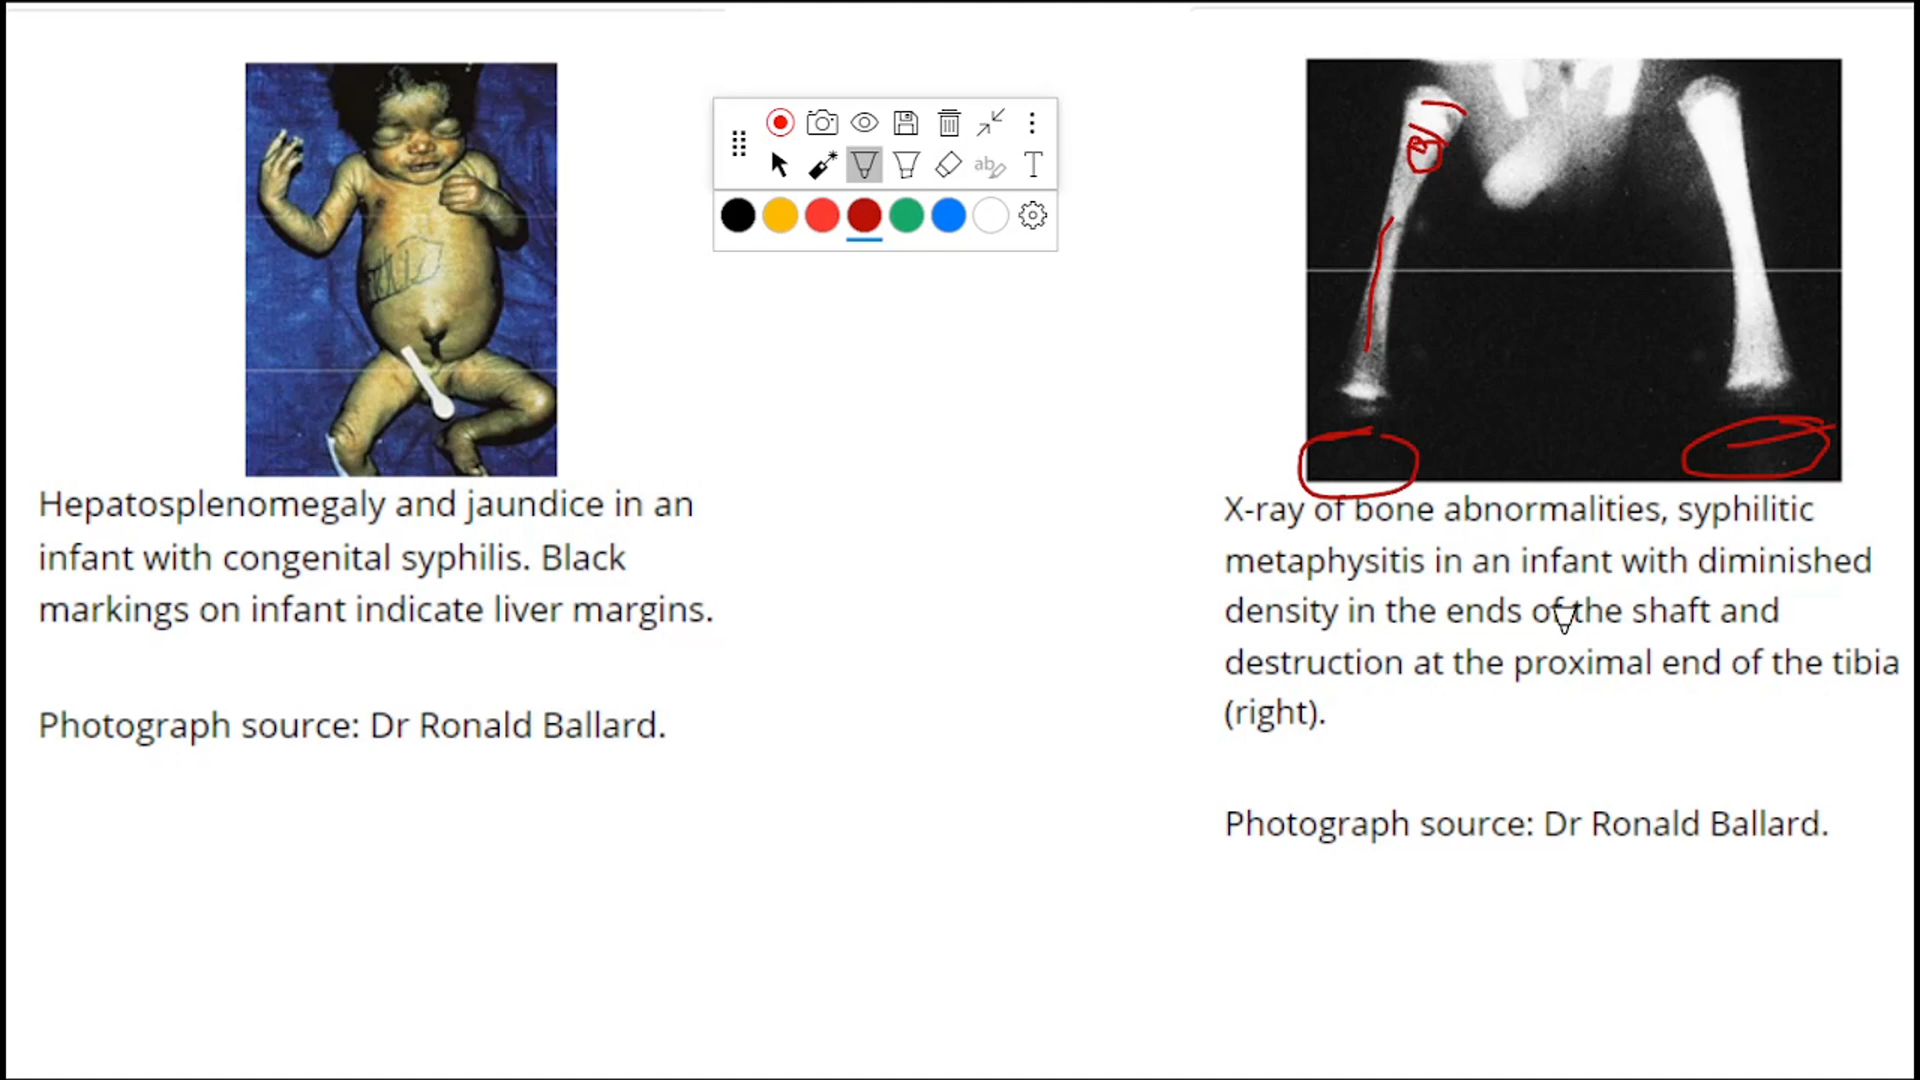 Hepatosplenomegaly and jaundice in an
infant with congenital syphilis. Black
markings on infant indicate liver margins.
Photograph source: Dr Ronald Ballard.
ab
T
B
X-ray of bone abnormalities, syphilitic
metaphysitis in an infant with diminished
density in the ends of the shaft and
destruction at the proximal end of the tibia
(right).
Photograph source: Dr Ronald Ballard.